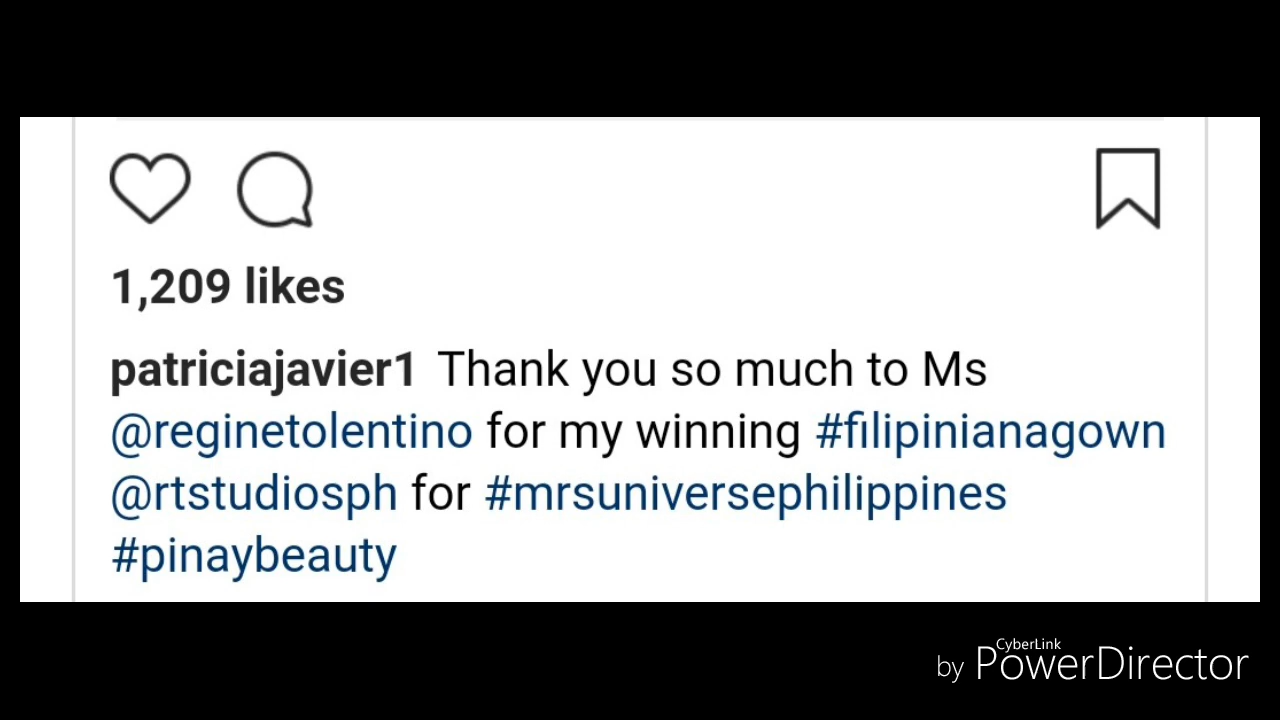 1,209 likes
patriciajavier1 Thank you so much to Ms
@reginetolentino for my winning #filipinianagown
@rtstudiosph for #mrsuniversephilippines
#pinaybeauty
CyberLink
by PowerDirector